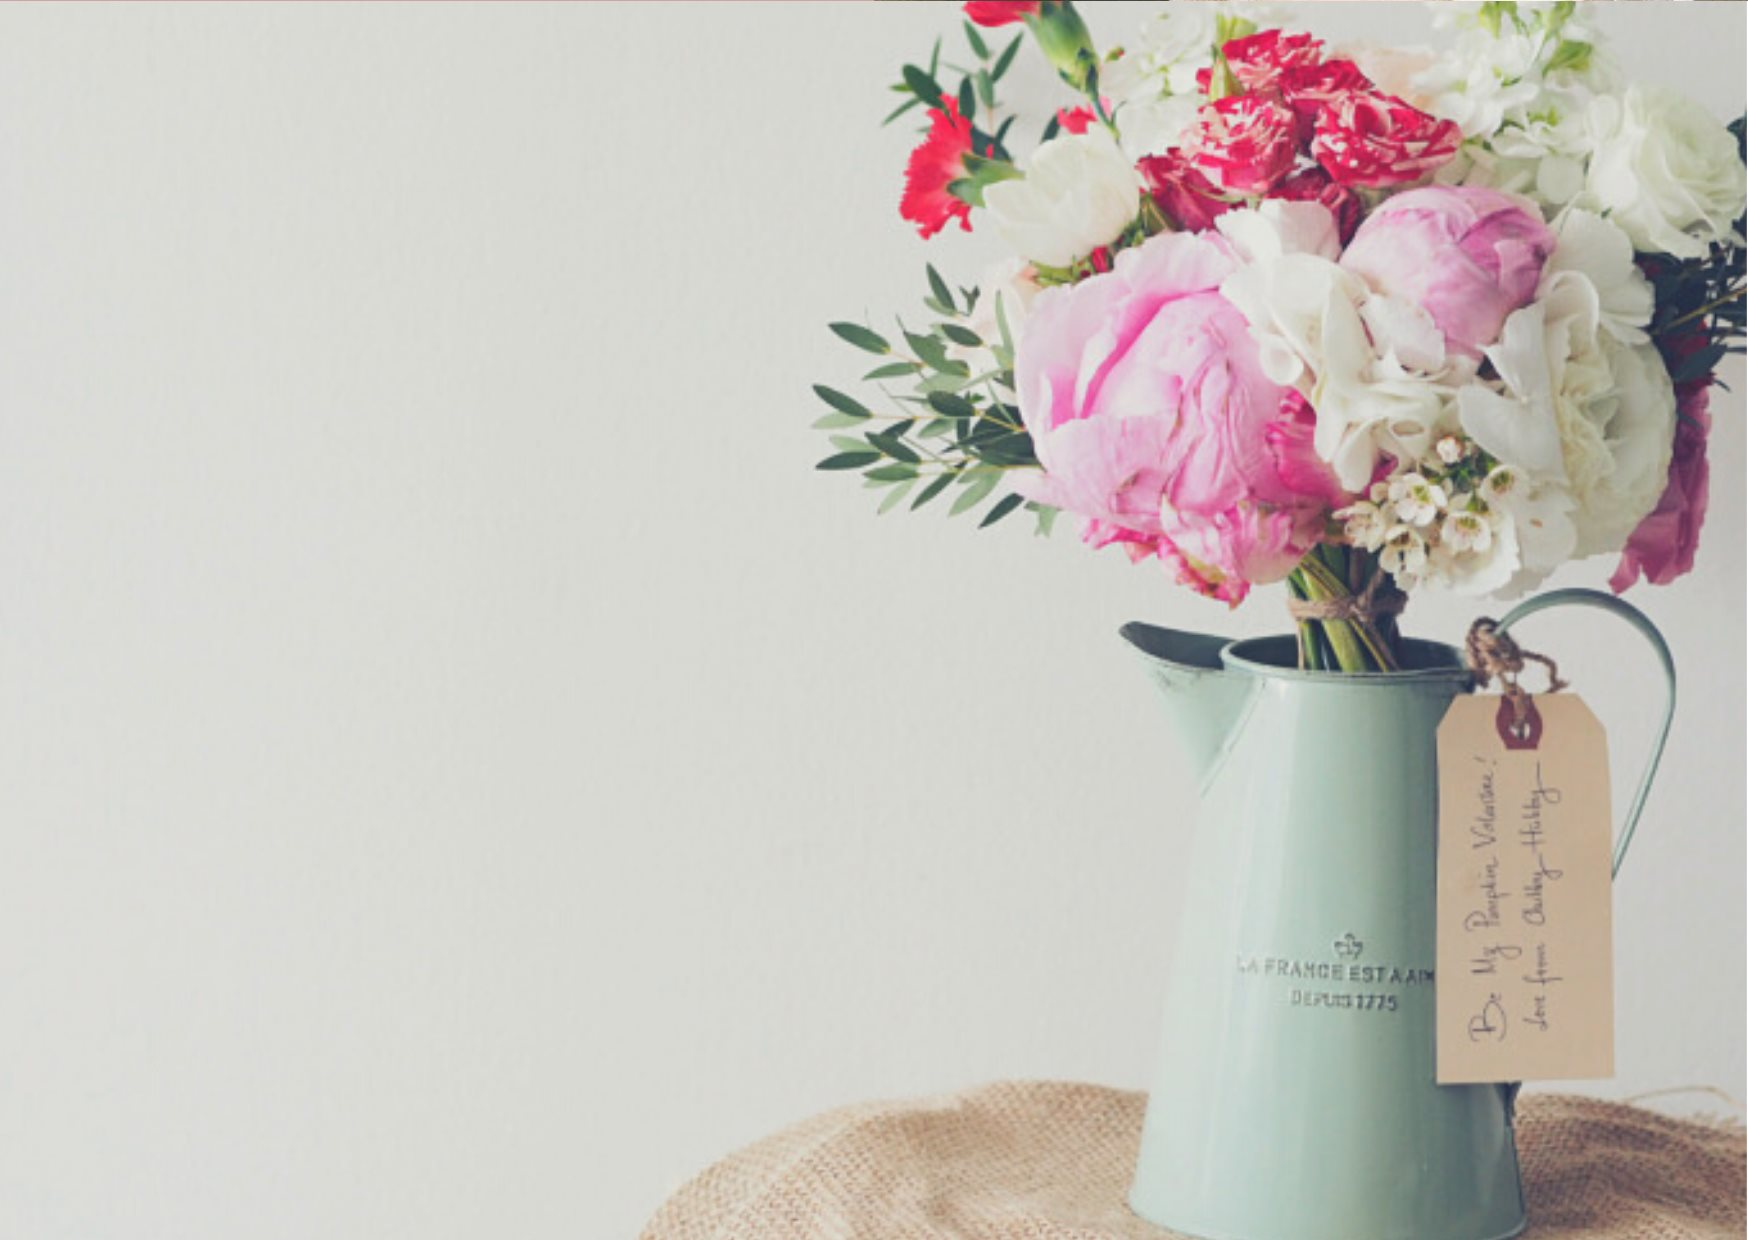 LA FRANCE EST A AIM
DEPUIS 1775
Be My Pumpkin Valentine!
Love from Chubby Hubby